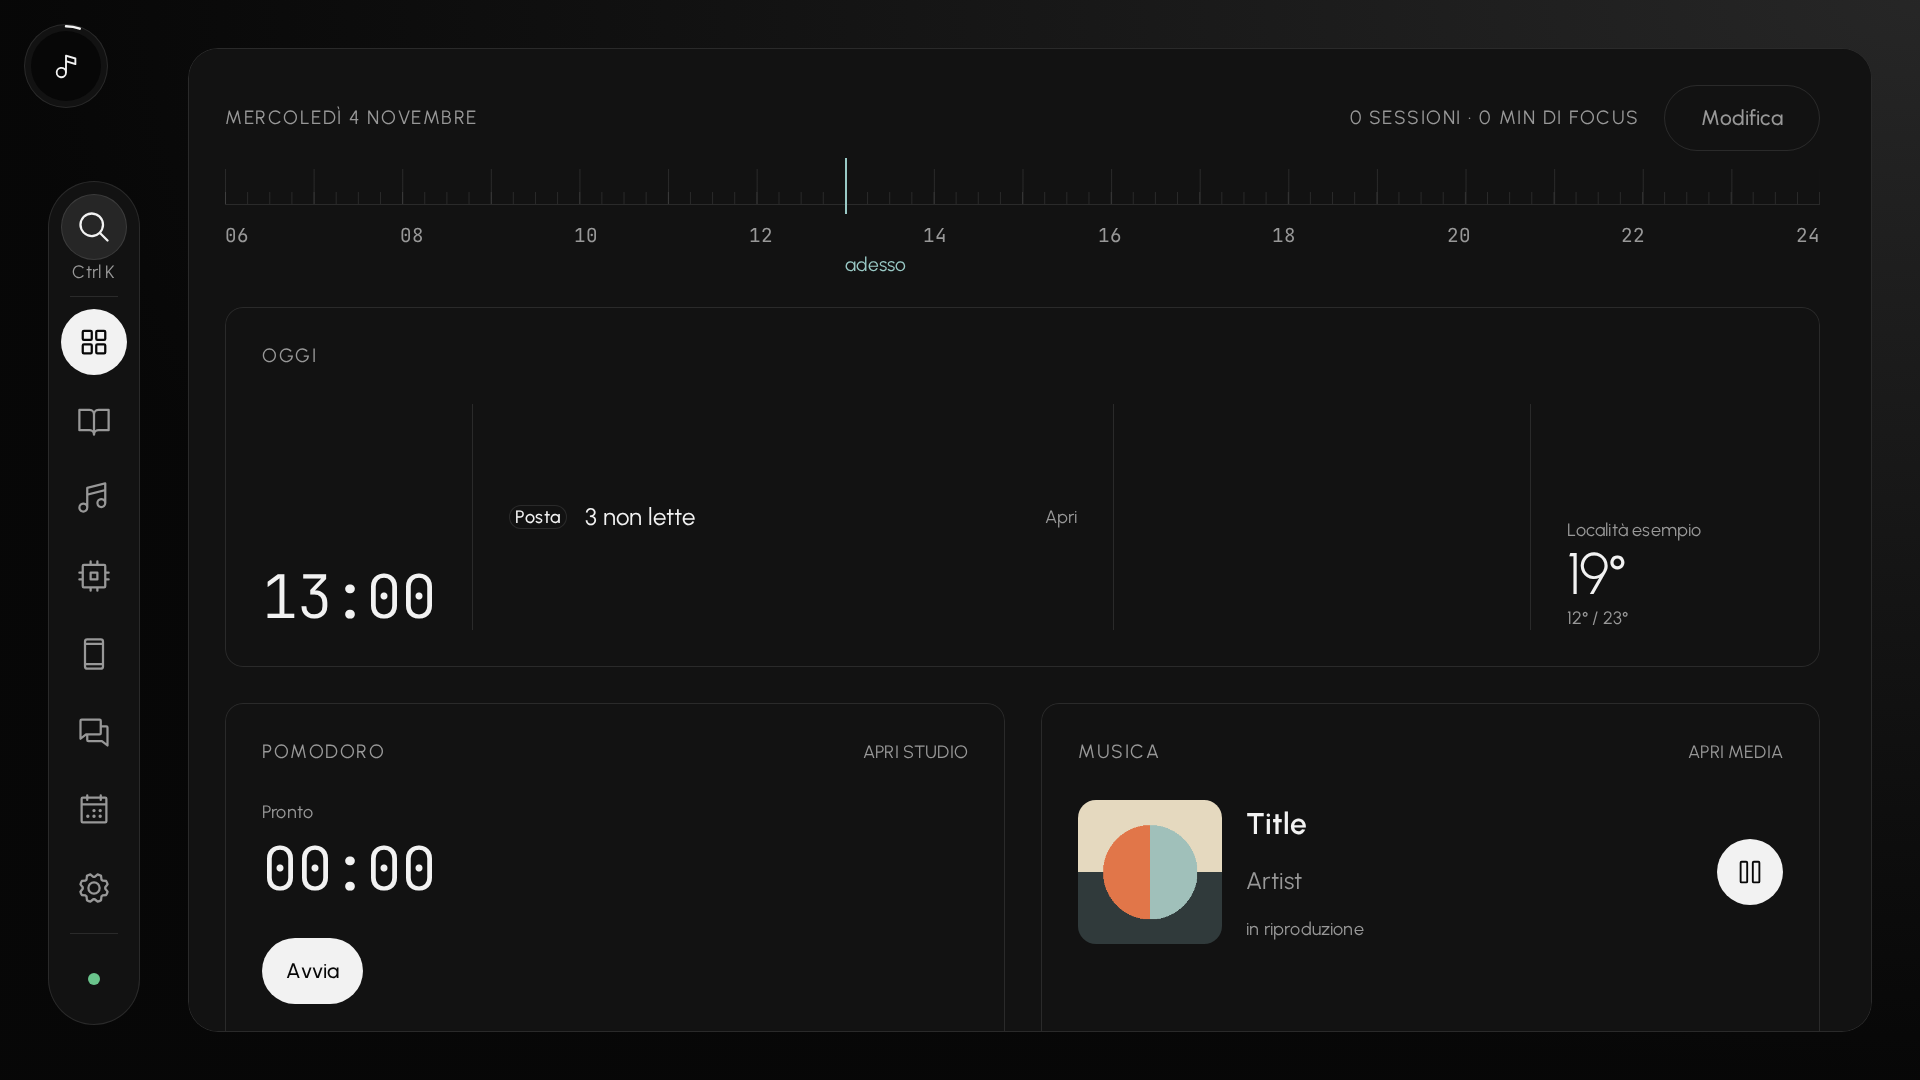 MERCOLEDÌ 4 NOVEMBRE
0 SESSIONI · 0 MIN DI FOCUS
Modifica
Ctrl K
06 08 10 12 14 16 18 20 22 24
adesso
OGGI
13:00
Posta 3 non lette Apri
Località esempio
19°
12° / 23°
POMODORO
APRI STUDIO
Pronto
00:00
Avvia
MUSICA
APRI MEDIA
Title
Artist
in riproduzione